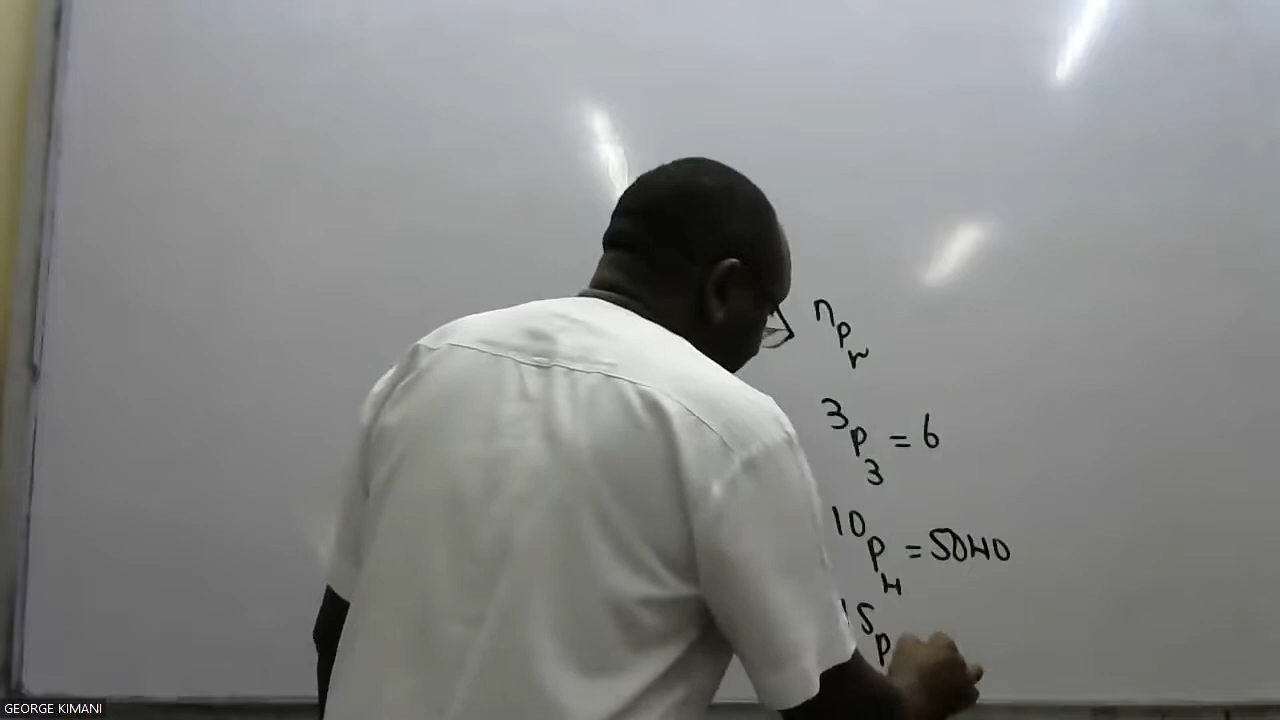 nPr
3P3 = 6
10P4 = 5040
15P
GEORGE KIMANI